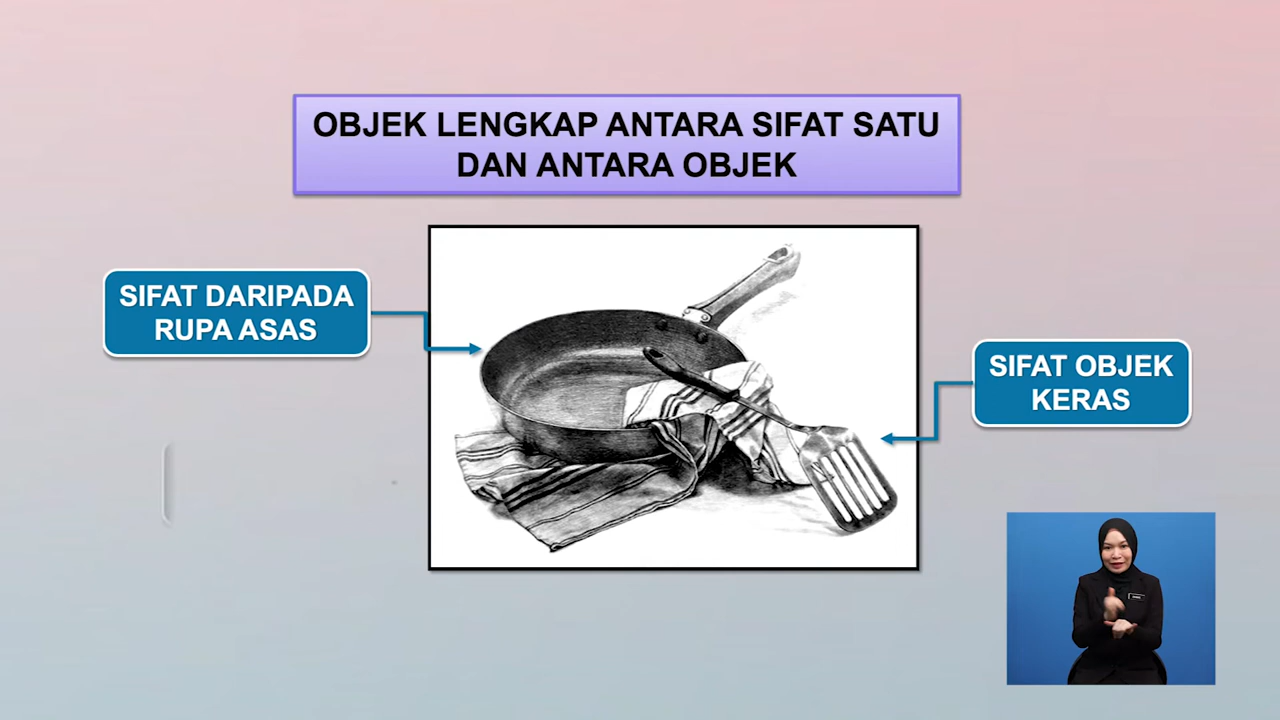 OBJEK LENGKAP ANTARA SIFAT SATU
DAN ANTARA OBJEK
SIFAT DARIPADA
RUPA ASAS
SIFAT OBJEK
KERAS